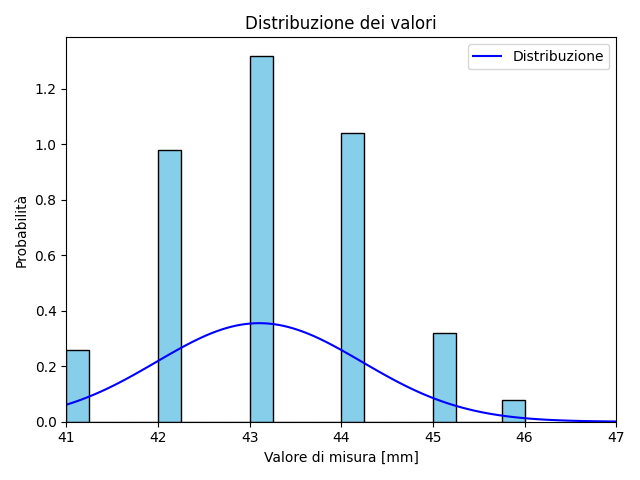 Distribuzione dei valori
Distribuzione
Probabilità
1.2
1.0
0.8
0.6
0.4
0.2
0.0
41 42 43 44 45 46 47
Valore di misura [mm]